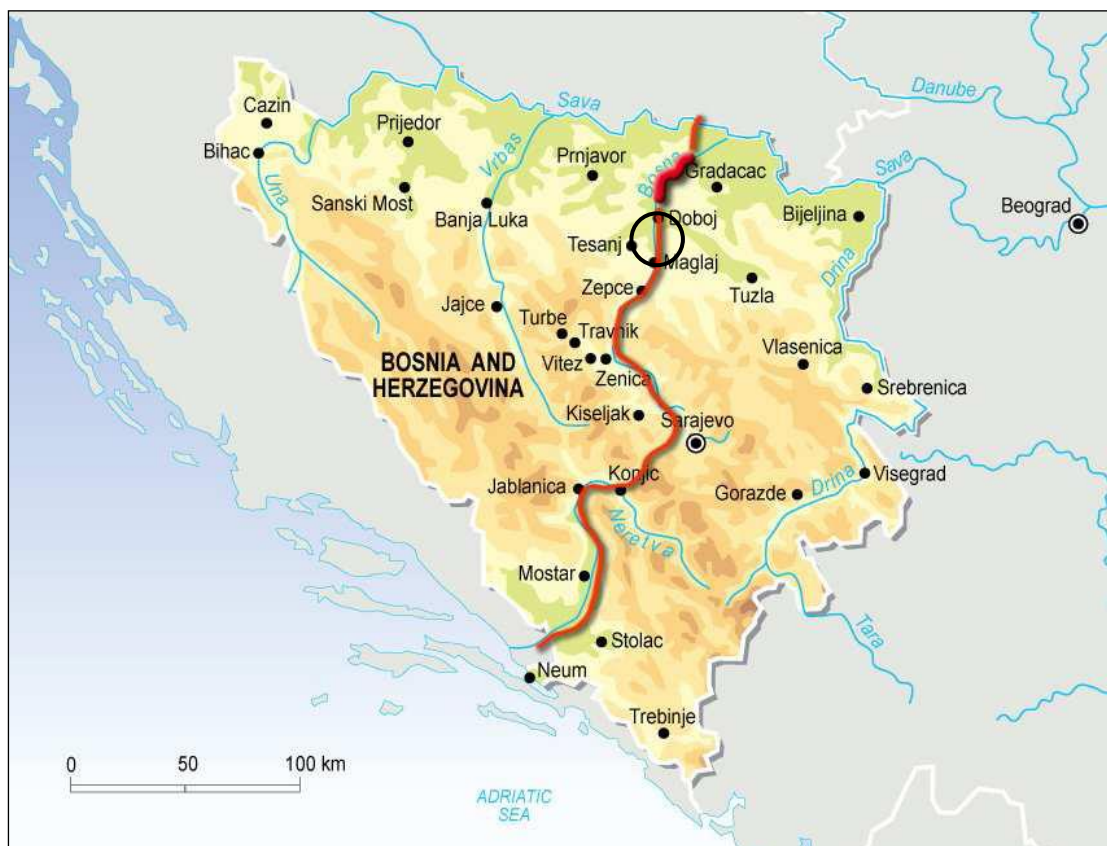 Danube
Cazin
Sava
Prijedor
Bihac
Vrbas
Prnjavor
Bosna
Gradacac
Sava
Una
Sanski Most
Banja Luka
Doboj
Bijeljina
Beograd
Tesanj
Maglaj
Drina
Zepce
Tuzla
Jajce
Turbe
Travnik
BOSNIA AND
HERZEGOVINA
Vitez
Zenica
Vlasenica
Srebrenica
Kiseljak
Sarajevo
Jablanica
Konjic
Gorazde
Drina
Visegrad
Neretva
Mostar
Stolac
Tara
Neum
Trebinje
0 50 100 km
ADRIATIC
SEA